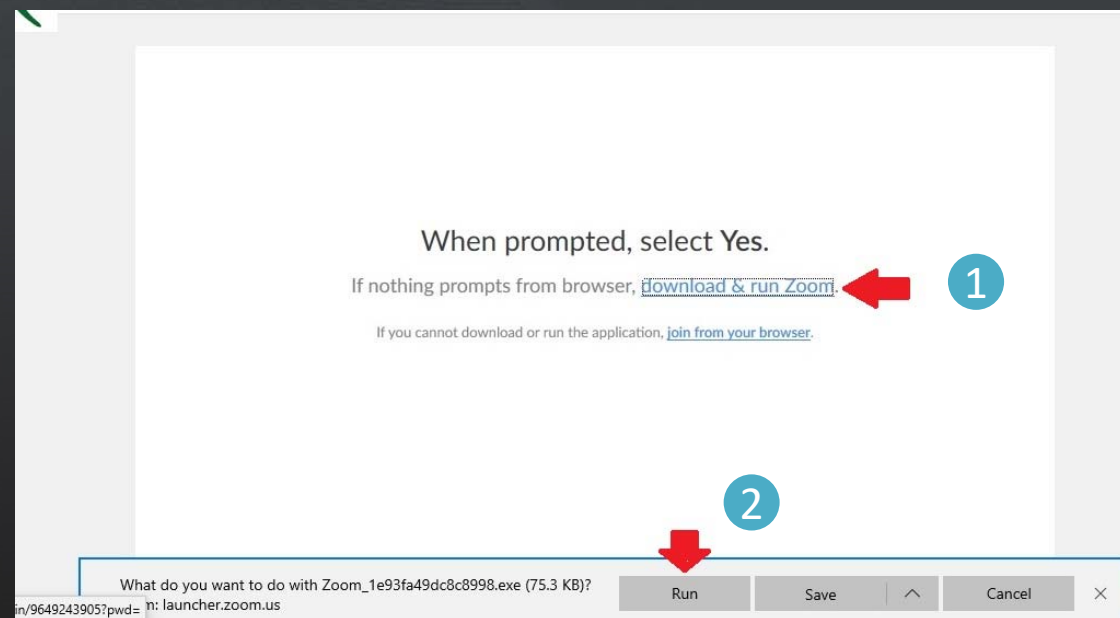 When prompted, select Yes.
If nothing prompts from browser, download & run Zoom.
1
If you cannot download or run the application, join from your browser.
2
What do you want to do with Zoom_1e93fa49dc8c8998.exe (75.3 KB)?
Run
Save
Cancel
m: launcher.zoom.us
in/9649243905?pwd=